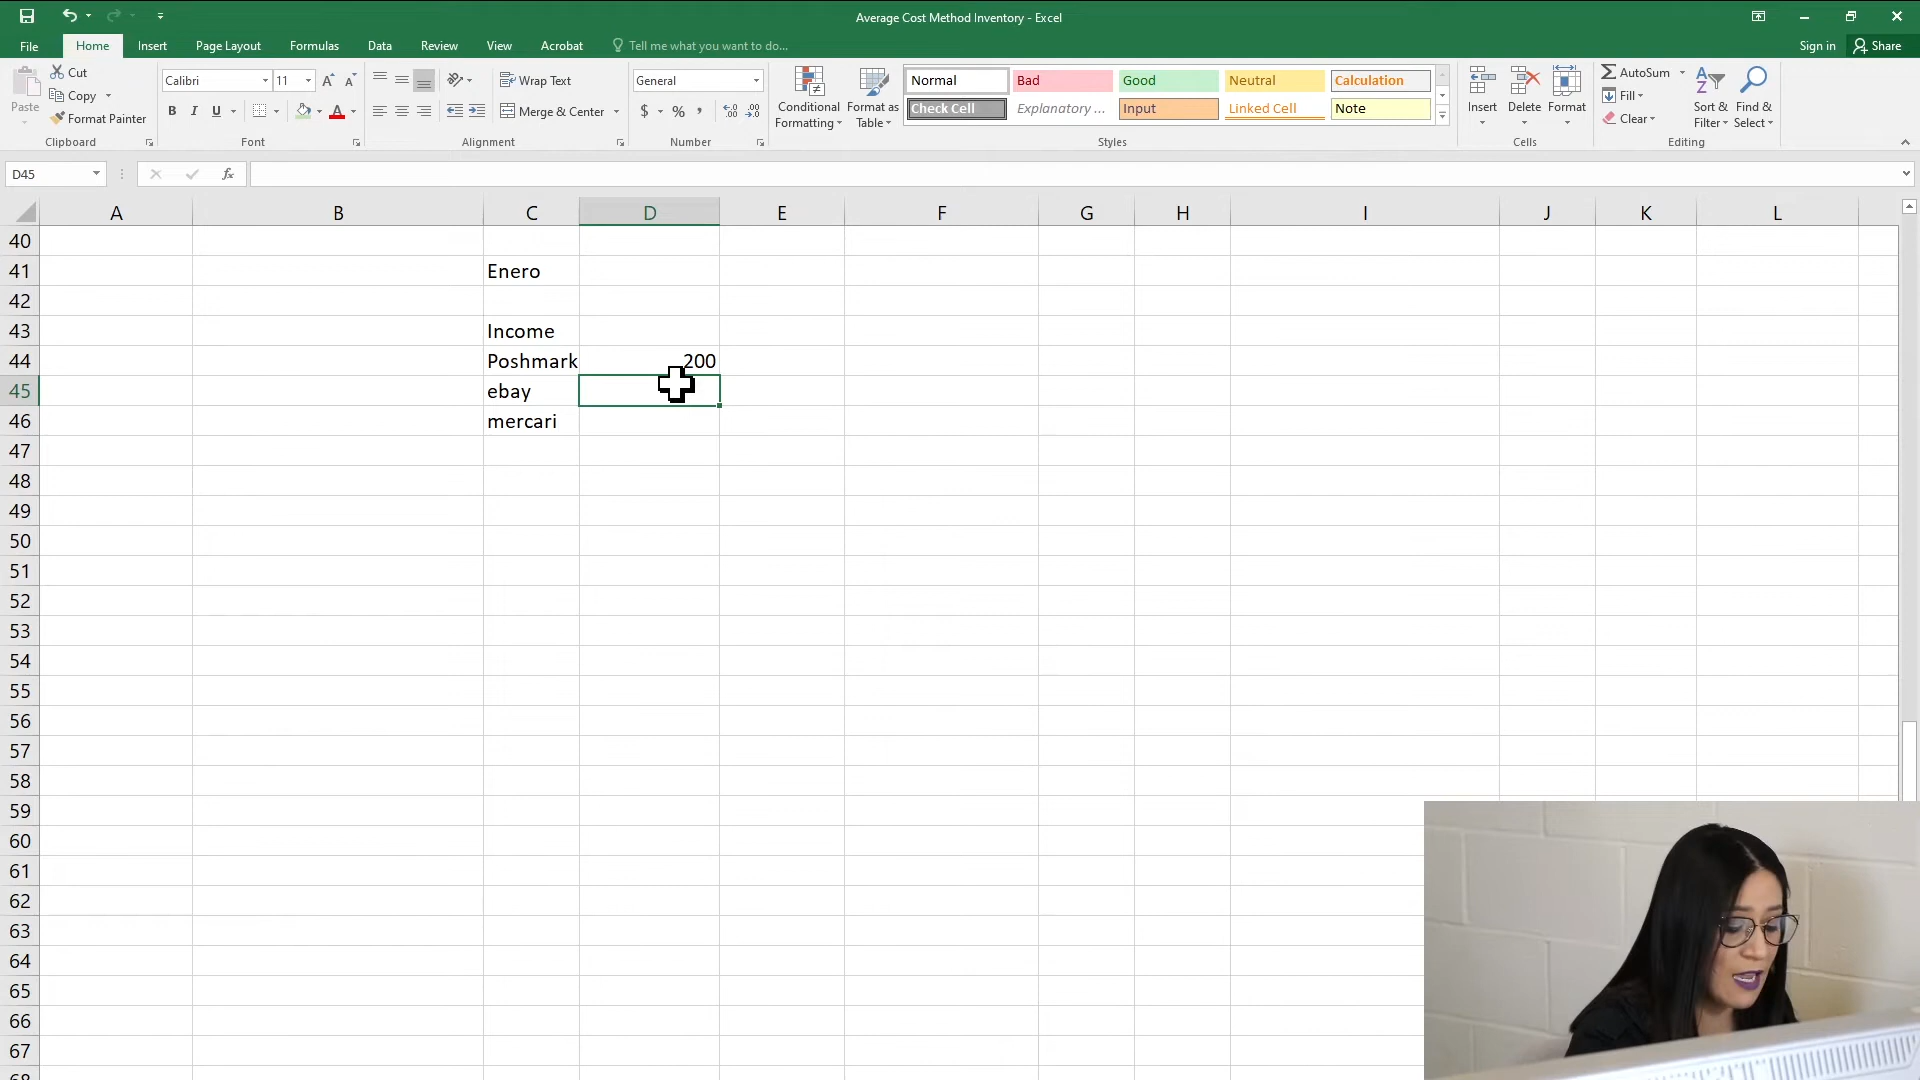 Average Cost Method Inventory - Excel
File Home Insert Page Layout Formulas Data Review View Acrobat Tell me what you want to do... Sign in Share
Paste Cut Copy Format Painter
Clipboard
Calibri 11
B I U
Font
Wrap Text
Merge & Center
Alignment
General
$ % ,
Number
Conditional Formatting Format as Table
Normal Bad Good Neutral Calculation
Check Cell Explanatory ... Input Linked Cell Note
Styles
Insert Delete Format
Cells
AutoSum
Fill
Clear
Sort & Filter Find & Select
Editing
D45 fx
A B C D E F G H I J K L
40
41 Enero
42
43 Income
44 Poshmark 200
45 ebay
46 mercari
47
48
49
50
51
52
53
54
55
56
57
58
59
60
61
62
63
64
65
66
67
68